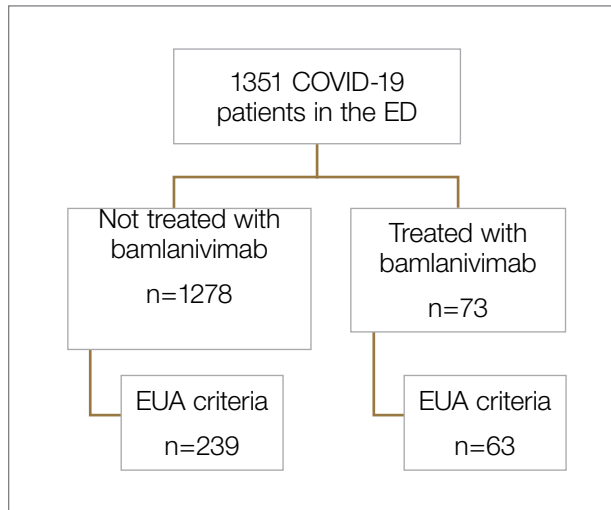 1351 COVID-19
patients in the ED
Not treated with
bamlanivimab
n=1278
Treated with
bamlanivimab
n=73
EUA criteria
n=239
EUA criteria
n=63